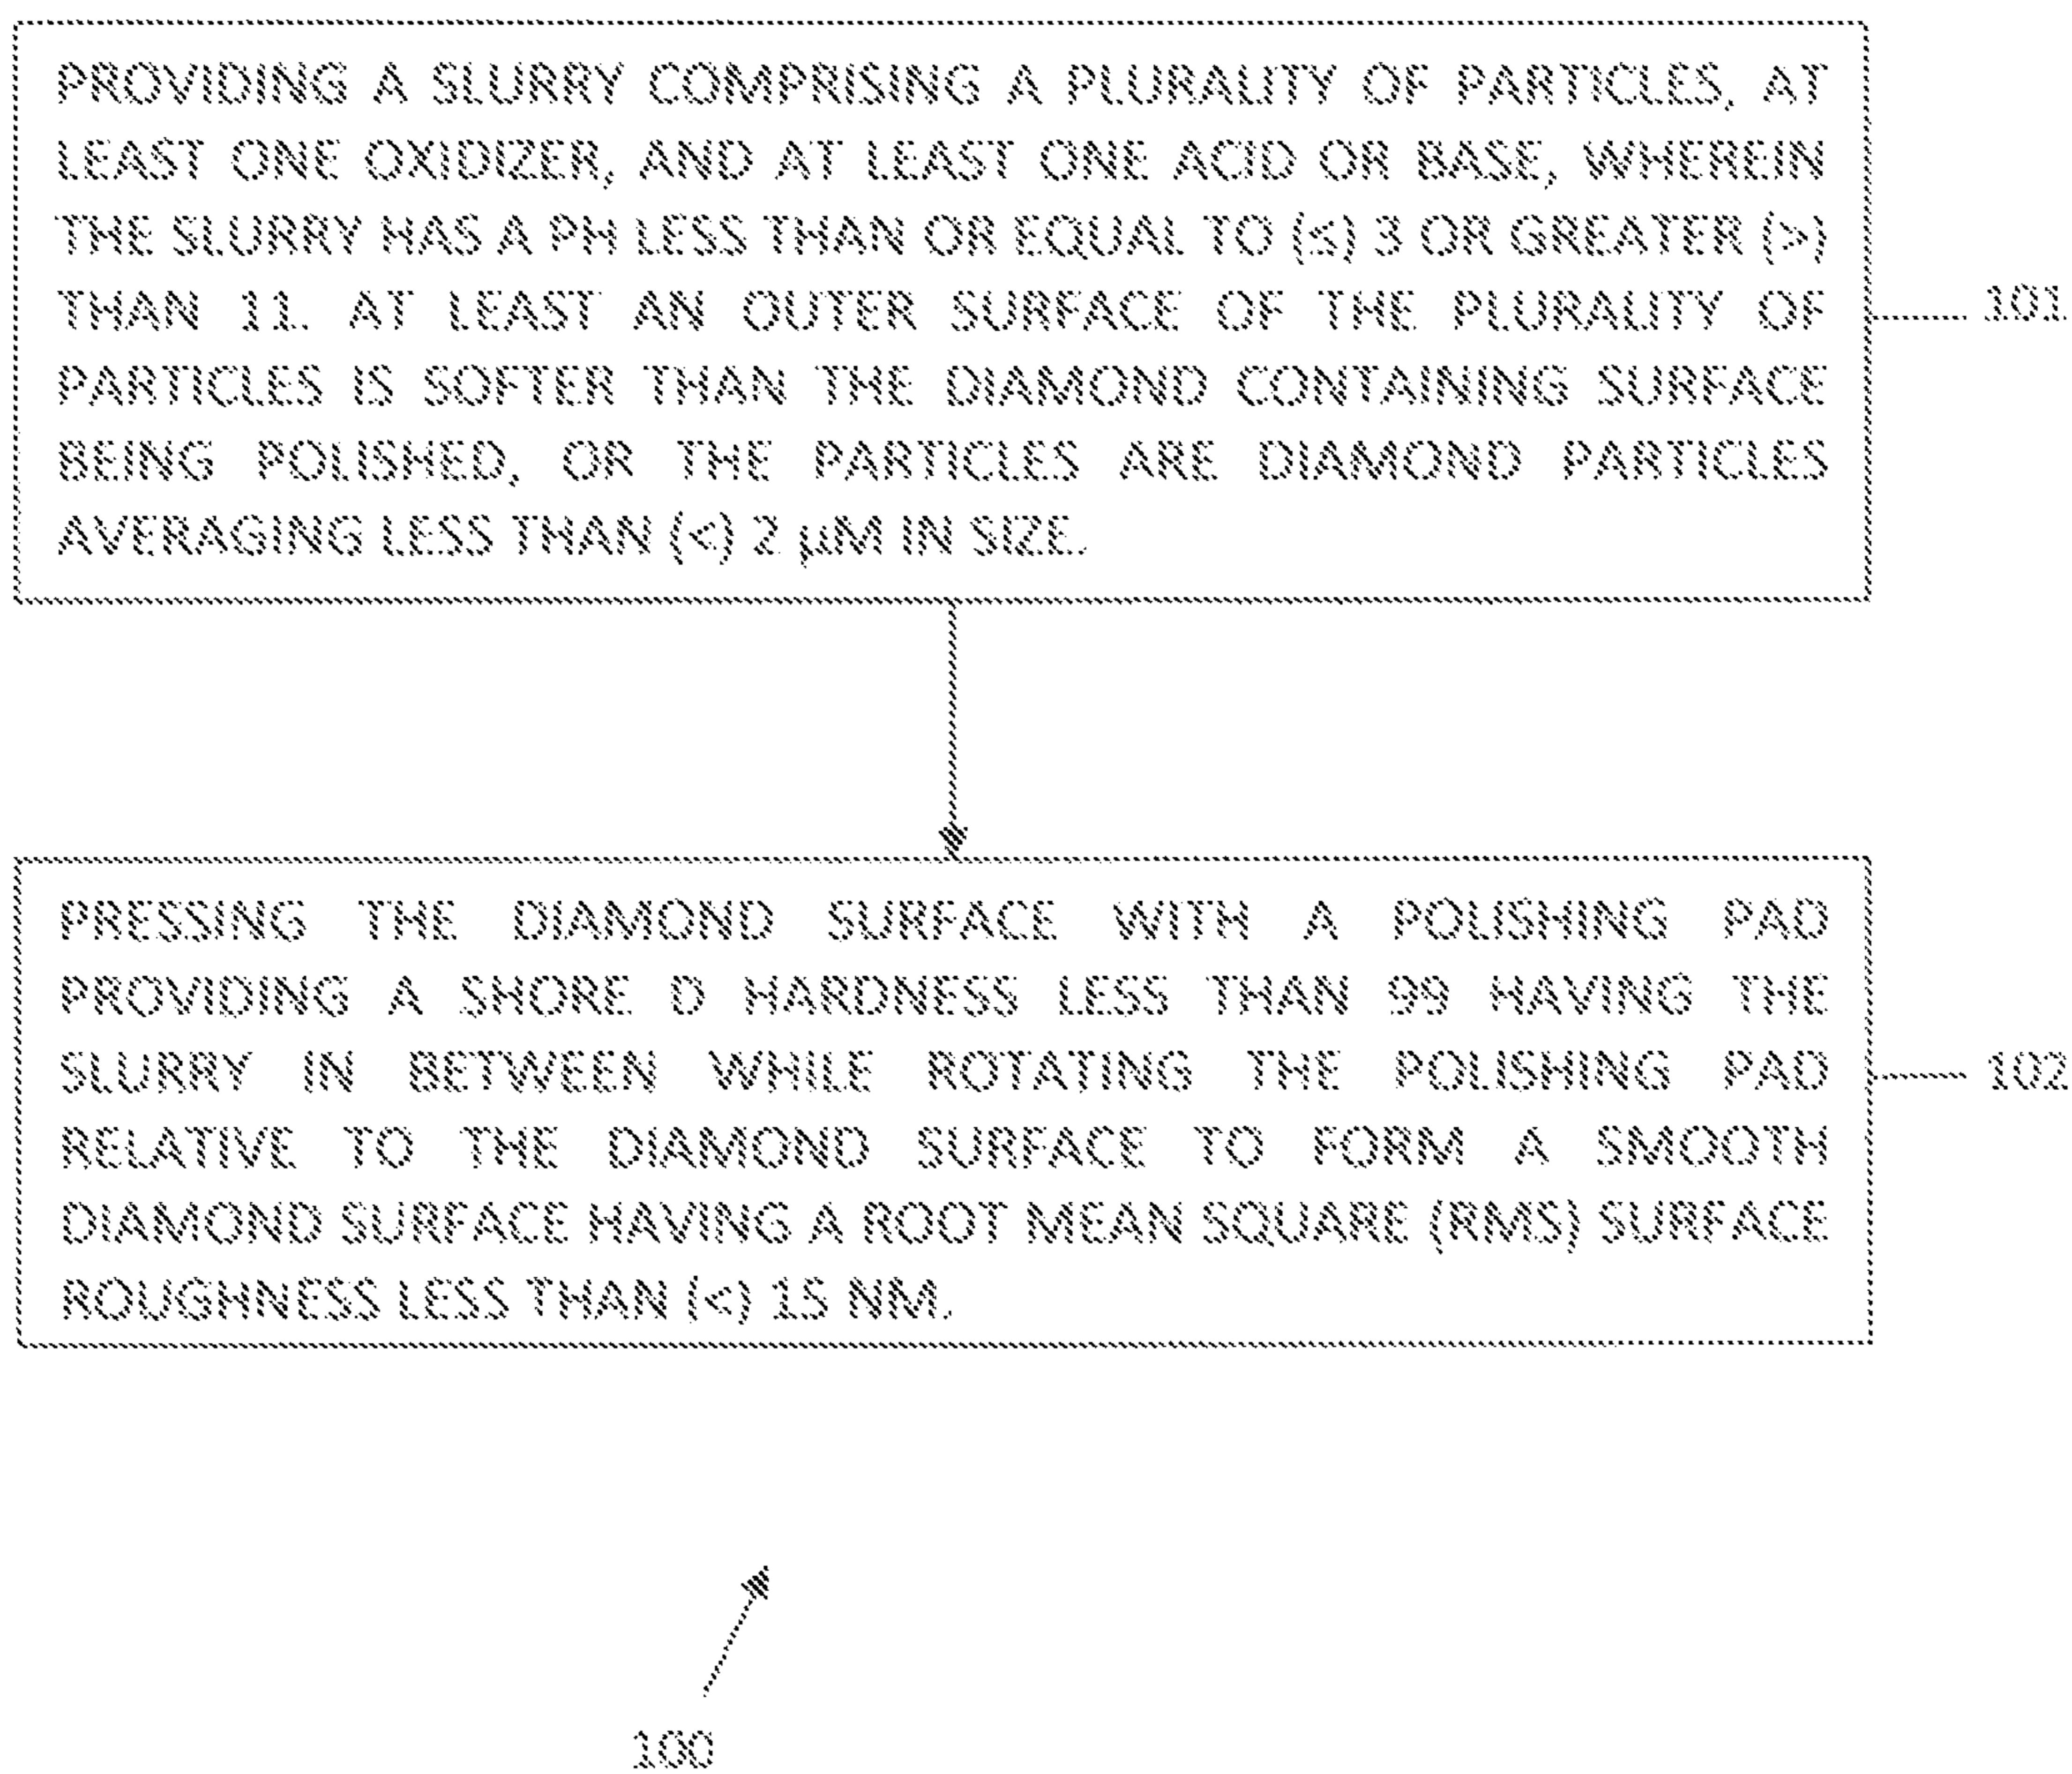 PROVIDING A SLURRY COMPRISING A PLURALITY OF PARTICLES, AT
LEAST ONE OXIDIZER, AND AT LEAST ONE ACID OR BASE, WHEREIN
THE SLURRY HAS A PH LESS THAN OR EQUAL TO (≤) 3 OR GREATER (>)
THAN 11. AT LEAST AN OUTER SURFACE OF THE PLURALITY OF
PARTICLES IS SOFTER THAN THE DIAMOND CONTAINING SURFACE
BEING POLISHED, OR THE PARTICLES ARE DIAMOND PARTICLES
AVERAGING LESS THAN (<) 2 μM IN SIZE.
101
PRESSING THE DIAMOND SURFACE WITH A POLISHING PAD
PROVIDING A SHORE D HARDNESS LESS THAN 99 HAVING THE
SLURRY IN BETWEEN WHILE ROTATING THE POLISHING PAD
RELATIVE TO THE DIAMOND SURFACE TO FORM A SMOOTH
DIAMOND SURFACE HAVING A ROOT MEAN SQUARE (RMS) SURFACE
ROUGHNESS LESS THAN (<) 15 NM.
102
100